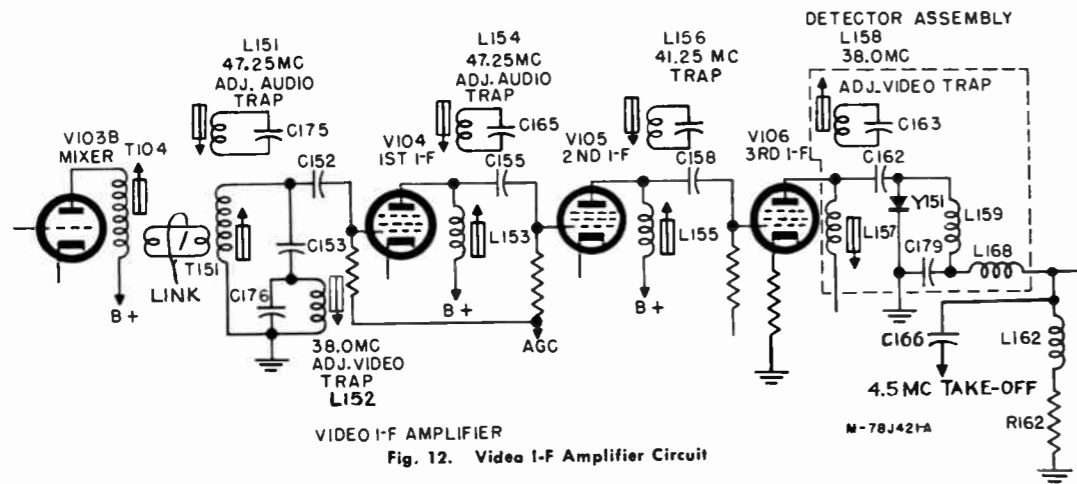 DETECTOR ASSEMBLY
L158
38.0MC
ADJ. VIDEO TRAP
L151
47.25MC
ADJ. AUDIO
TRAP
L154
47.25MC
ADJ. AUDIO
TRAP
L156
41.25 MC
TRAP
C175
C165
C163
V103B
MIXER
T104
C152
V104
1ST I-F
C155
V105
2ND I-F
C158
V106
3RD I-F
C162
Y151
L159
C153
L153
L155
L157
C179
L168
T151
LINK
C176
B+
B+
B+
AGC
38.0MC
ADJ. VIDEO
TRAP
L152
C166
L162
4.5 MC TAKE-OFF
R162
M-78J421-A
VIDEO I-F AMPLIFIER
Fig. 12. Video I-F Amplifier Circuit